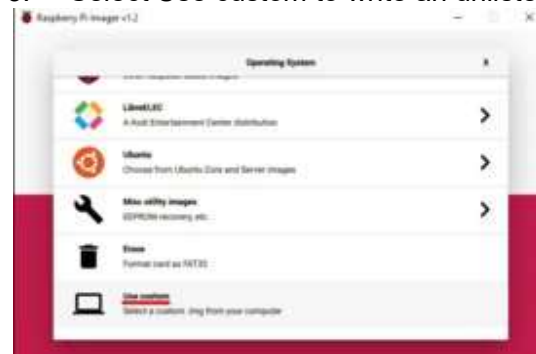 Select Use custom to write an
Raspberry Pi Imager v1.2
Operating System
X
LibreELEC
A Kodi Entertainment Center distribution
Ubuntu
Choose from Ubuntu Core and Server images
Misc utility images
EEPROM recovery, etc.
Erase
Format card as FAT32
Use custom
Select a custom .img from your computer